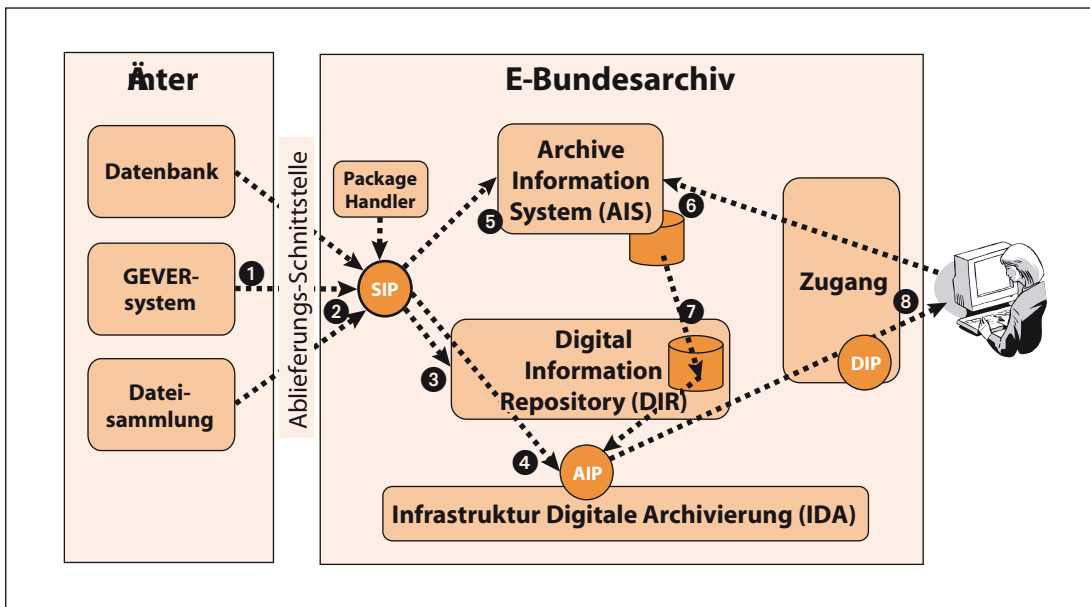 Ämter
E-Bundesarchiv
Datenbank
GEVER-
system
Datei-
sammlung
Ablieferungs-Schnittstelle
Package
Handler
SIP
Archive
Information
System (AIS)
Digital
Information
Repository (DIR)
AIP
Infrastruktur Digitale Archivierung (IDA)
Zugang
DIP
1
2
3
4
5
6
7
8